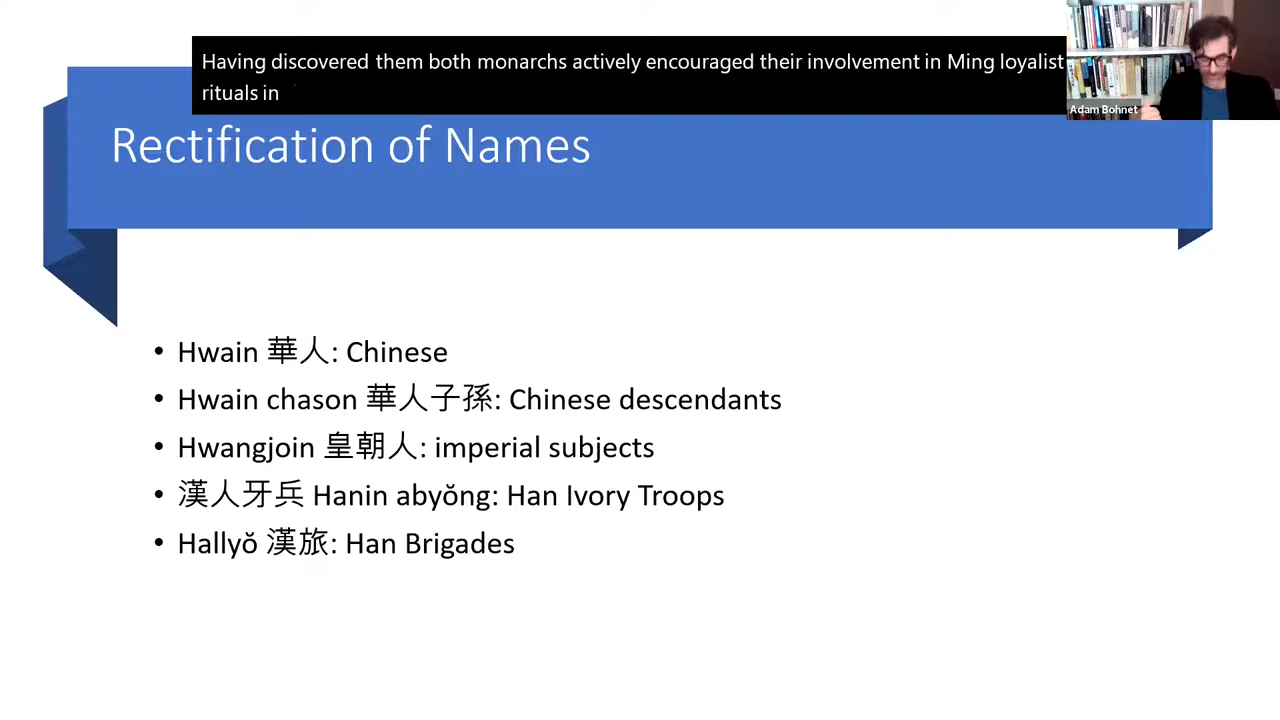 Having discovered them both monarchs actively encouraged their involvement in Ming loyalist
rituals in
Adam Bohnet
Rectification of Names
• Hwain 華人: Chinese
• Hwain chason 華人子孫: Chinese descendants
• Hwangjoin 皇朝人: imperial subjects
• 漢人牙兵 Hanin abyŏng: Han Ivory Troops
• Hallyŏ 漢旅: Han Brigades